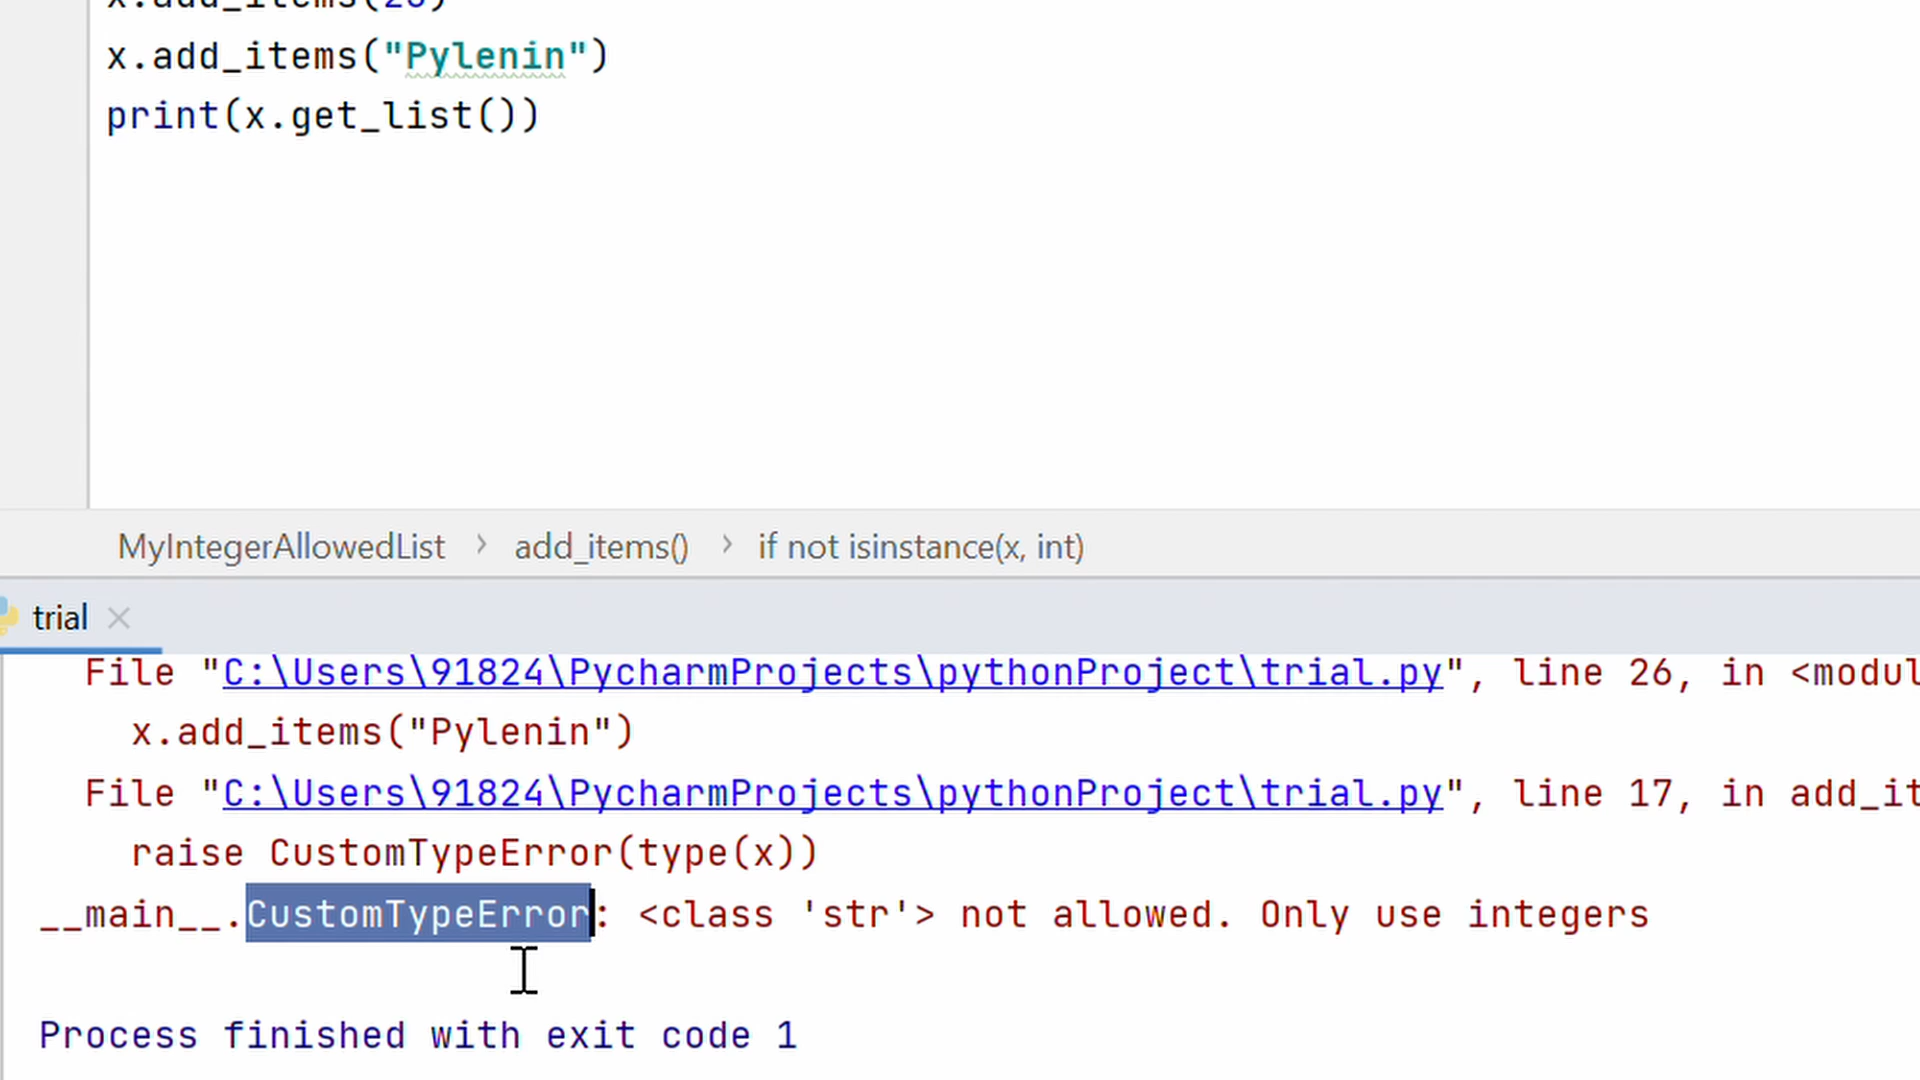 x.add_items(20)
x.add_items("Pylenin")
print(x.get_list())
MyIntegerAllowedList › add_items() › if not isinstance(x, int)
trial
File "C:\Users\91824\PycharmProjects\pythonProject\trial.py", line 26, in <modul
x.add_items("Pylenin")
File "C:\Users\91824\PycharmProjects\pythonProject\trial.py", line 17, in add_it
raise CustomTypeError(type(x))
__main__.CustomTypeError: <class 'str'> not allowed. Only use integers
Process finished with exit code 1